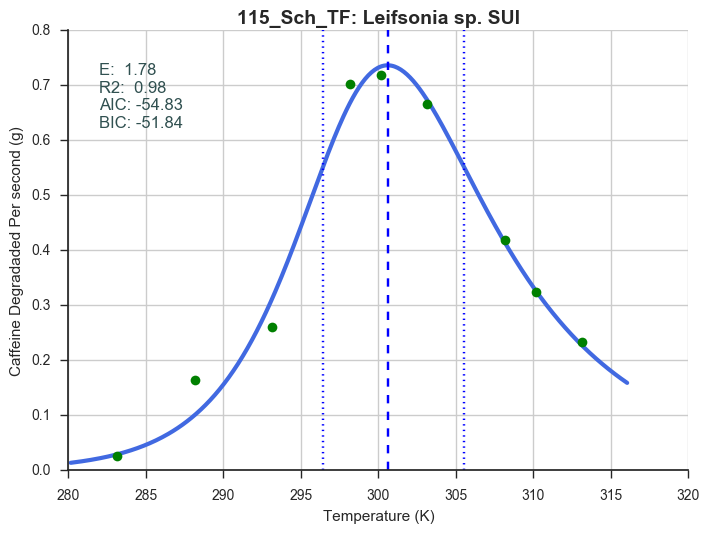 115_Sch_TF: Leifsonia sp. SUI
E: 1.78
R2: 0.98
AIC: -54.83
BIC: -51.84
Caffeine Degradaded Per second (g)
0.8
0.7
0.6
0.5
0.4
0.3
0.2
0.1
0.0
280 285 290 295 300 305 310 315 320
Temperature (K)